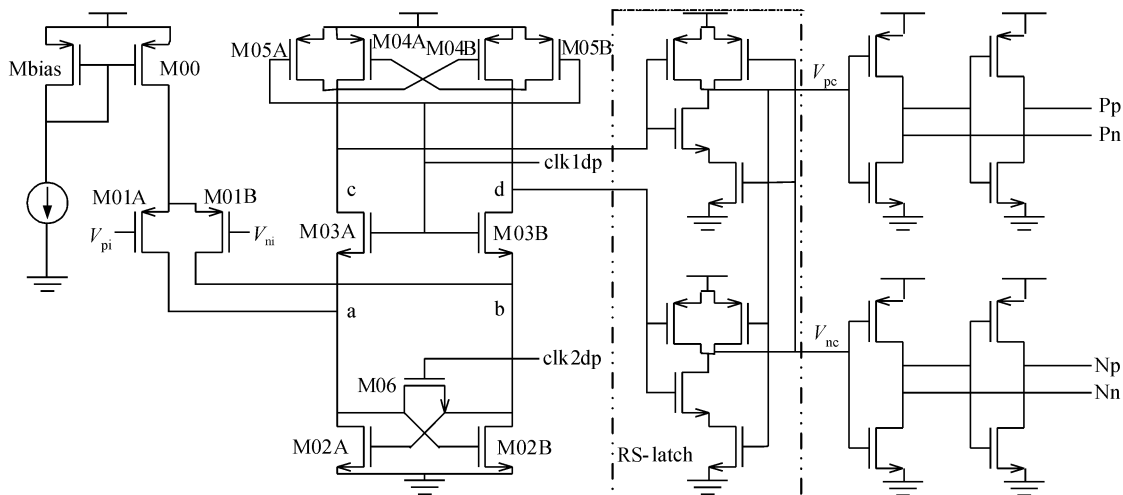 M05A
M04A
M04B
M05B
Mbias
M00
Vpc
Pp
Pn
clk1dp
M01A
M01B
c
d
Vpi
Vni
M03A
M03B
a
b
Vnc
clk2dp
Np
M06
Nn
M02A
M02B
RS-latch